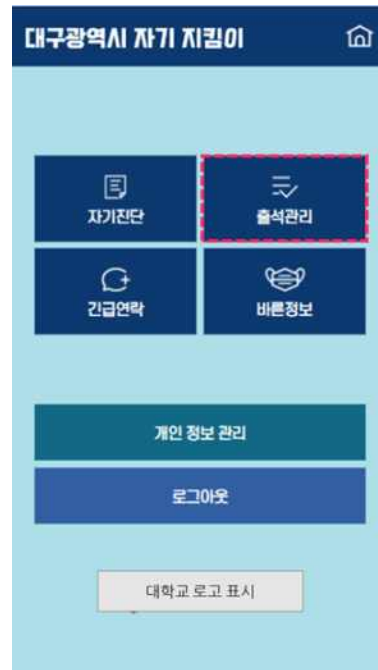 대구광역시 자기 지킴이
자가진단
출석관리
긴급연락
바른정보
개인 정보 관리
로그아웃
대학교 로고 표시